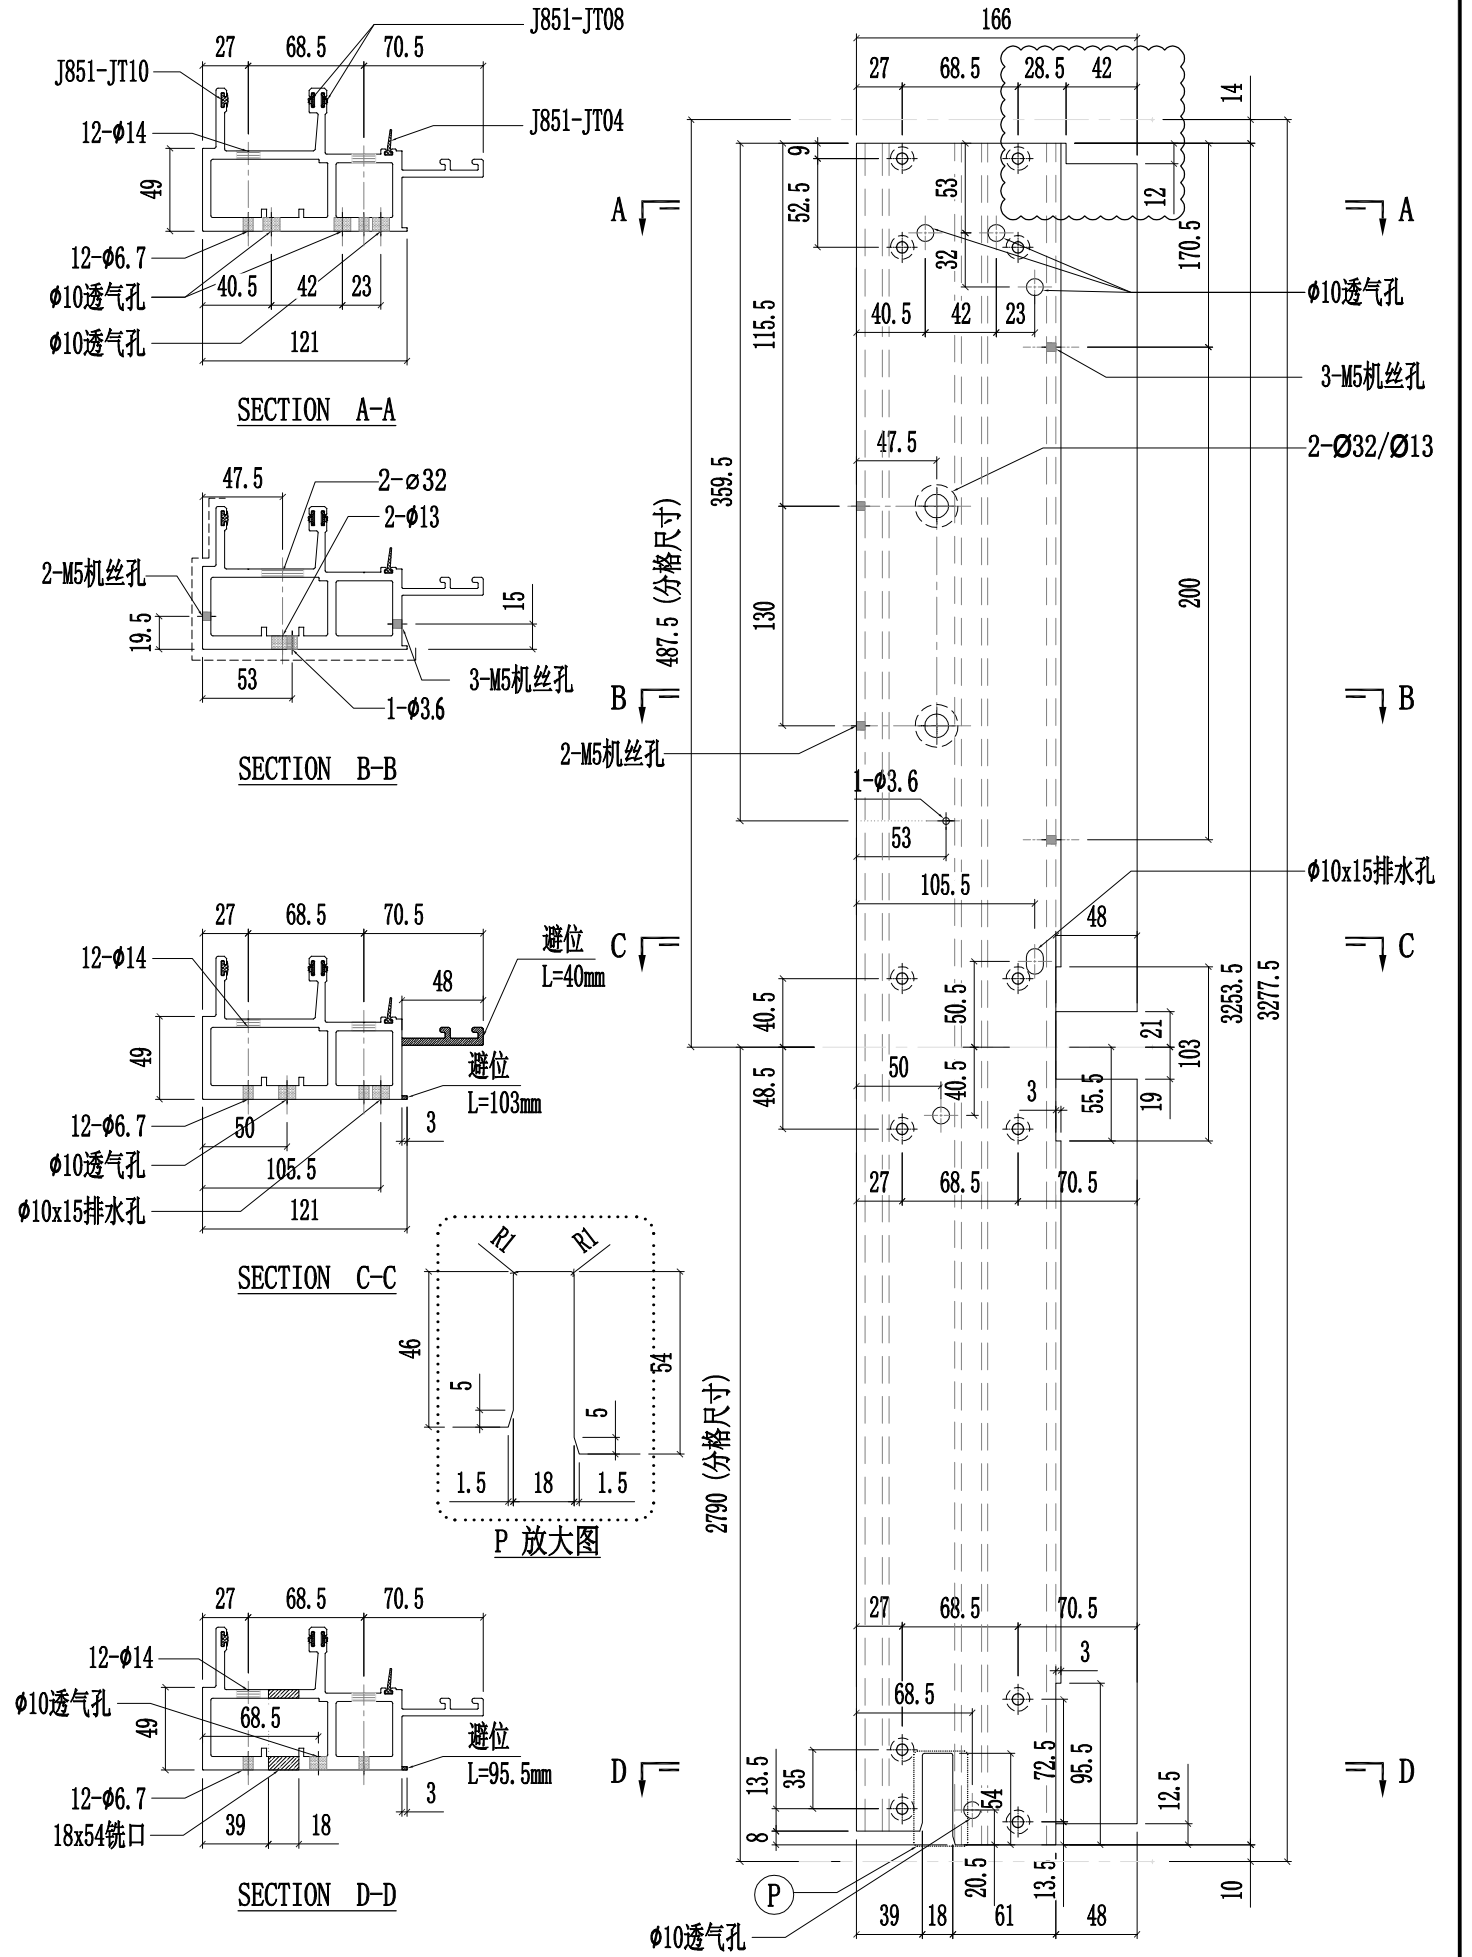 J851-JT08
27
68.5
70.5
J851-JT10
12-ϕ14
J851-JT04
49
12-ϕ6.7
ϕ10透气孔
40.5
42
23
ϕ10透气孔
121
SECTION A-A
47.5
2-ø32
2-ϕ13
2-M5机丝孔
19.5
15
53
3-M5机丝孔
1-ϕ3.6
SECTION B-B
27
68.5
70.5
12-ϕ14
避位
L=40mm
48
49
避位
L=103mm
12-ϕ6.7
50
3
ϕ10透气孔
105.5
ϕ10x15排水孔
121
SECTION C-C
R1
R1
46
54
5
5
1.5
18
1.5
P 放大图
27
68.5
70.5
12-ϕ14
ϕ10透气孔
68.5
49
避位
L=95.5mm
12-ϕ6.7
3
18x54铣口
39
18
SECTION D-D
166
27
68.5
28.5
42
14
9
52.5
53
12
A
A
170.5
32
ϕ10透气孔
40.5
42
23
115.5
3-M5机丝孔
47.5
2-Ø32/Ø13
359.5
487.5 (分格尺寸)
130
200
B
B
2-M5机丝孔
1-ϕ3.6
53
ϕ10x15排水孔
105.5
48
C
C
40.5
50.5
3253.5
3277.5
21
103
50
48.5
40.5
3
55.5
19
27
68.5
70.5
2790 (分格尺寸)
27
68.5
70.5
3
68.5
D
D
13.5
35
72.5
95.5
54
12.5
8
P
20.5
13.5
10
39
18
61
48
ϕ10透气孔